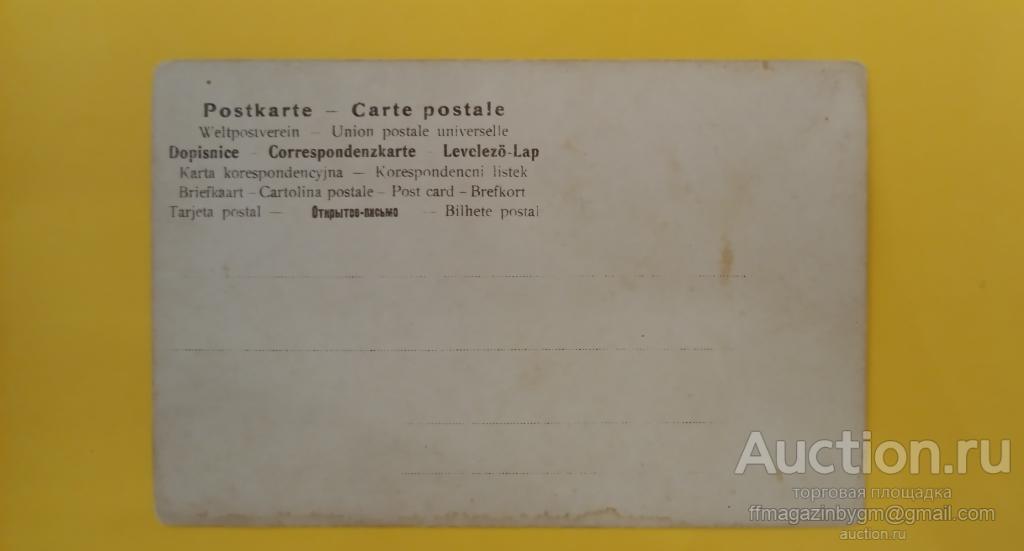 Postkarte – Carte postale
Weltpostverein – Union postale universelle
Dopisnice – Correspondenzkarte – Levelező-Lap
Karta korespondencyjna – Korespondencni listek
Briefkaart – Cartolina postale – Post card – Brefkort
Tarjeta postal — Открытое-письмо — Bilhete postal
Auction.ru
торговая площадка
ffmagazinbygm@gmail.com
auction.ru